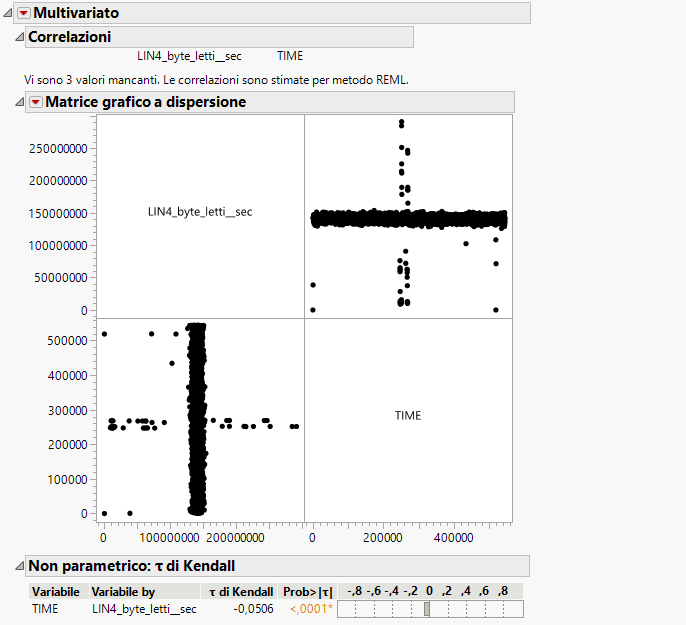 Multivariato
Correlazioni
LIN4_byte_letti__sec TIME
Vi sono 3 valori mancanti. Le correlazioni sono stimate per metodo REML.
Matrice grafico a dispersione
250000000
200000000
150000000
100000000
50000000
0
LIN4_byte_letti__sec
500000
400000
300000
200000
100000
0
TIME
0 100000000 200000000 0 200000 400000
Non parametrico: τ di Kendall
Variabile Variabile by τ di Kendall Prob>|τ| -,8 -,6 -,4 -,2 0 ,2 ,4 ,6 ,8
TIME LIN4_byte_letti__sec -0,0506 <,0001*